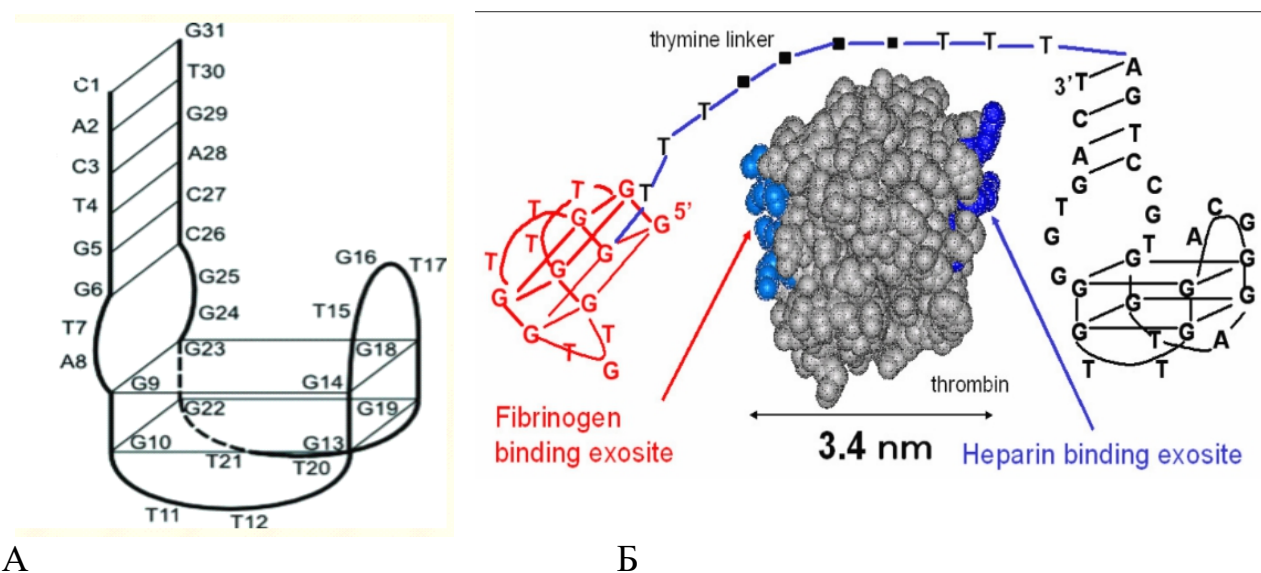 G31
T30
C1
G29
A2
A28
C3
C27
T4
C26
G5
G25
G6
G24
T7
A8
G23
G9
G22
G10
T21
T20
T11
T12
G16
T17
T15
G18
G14
G19
G13
А
thymine linker
T T T
T
T
T
3'T
A
C
G
A
T
G
C
T
C
G
G
G
T
A
C
G
G
G
G
G
G
G
T
A
T
T
5'
G
G
T
G
T
G
T
G
T
G
G
G
T
T
G
thrombin
3.4 nm
Fibrinogen
binding exosite
Heparin binding exosite
Б